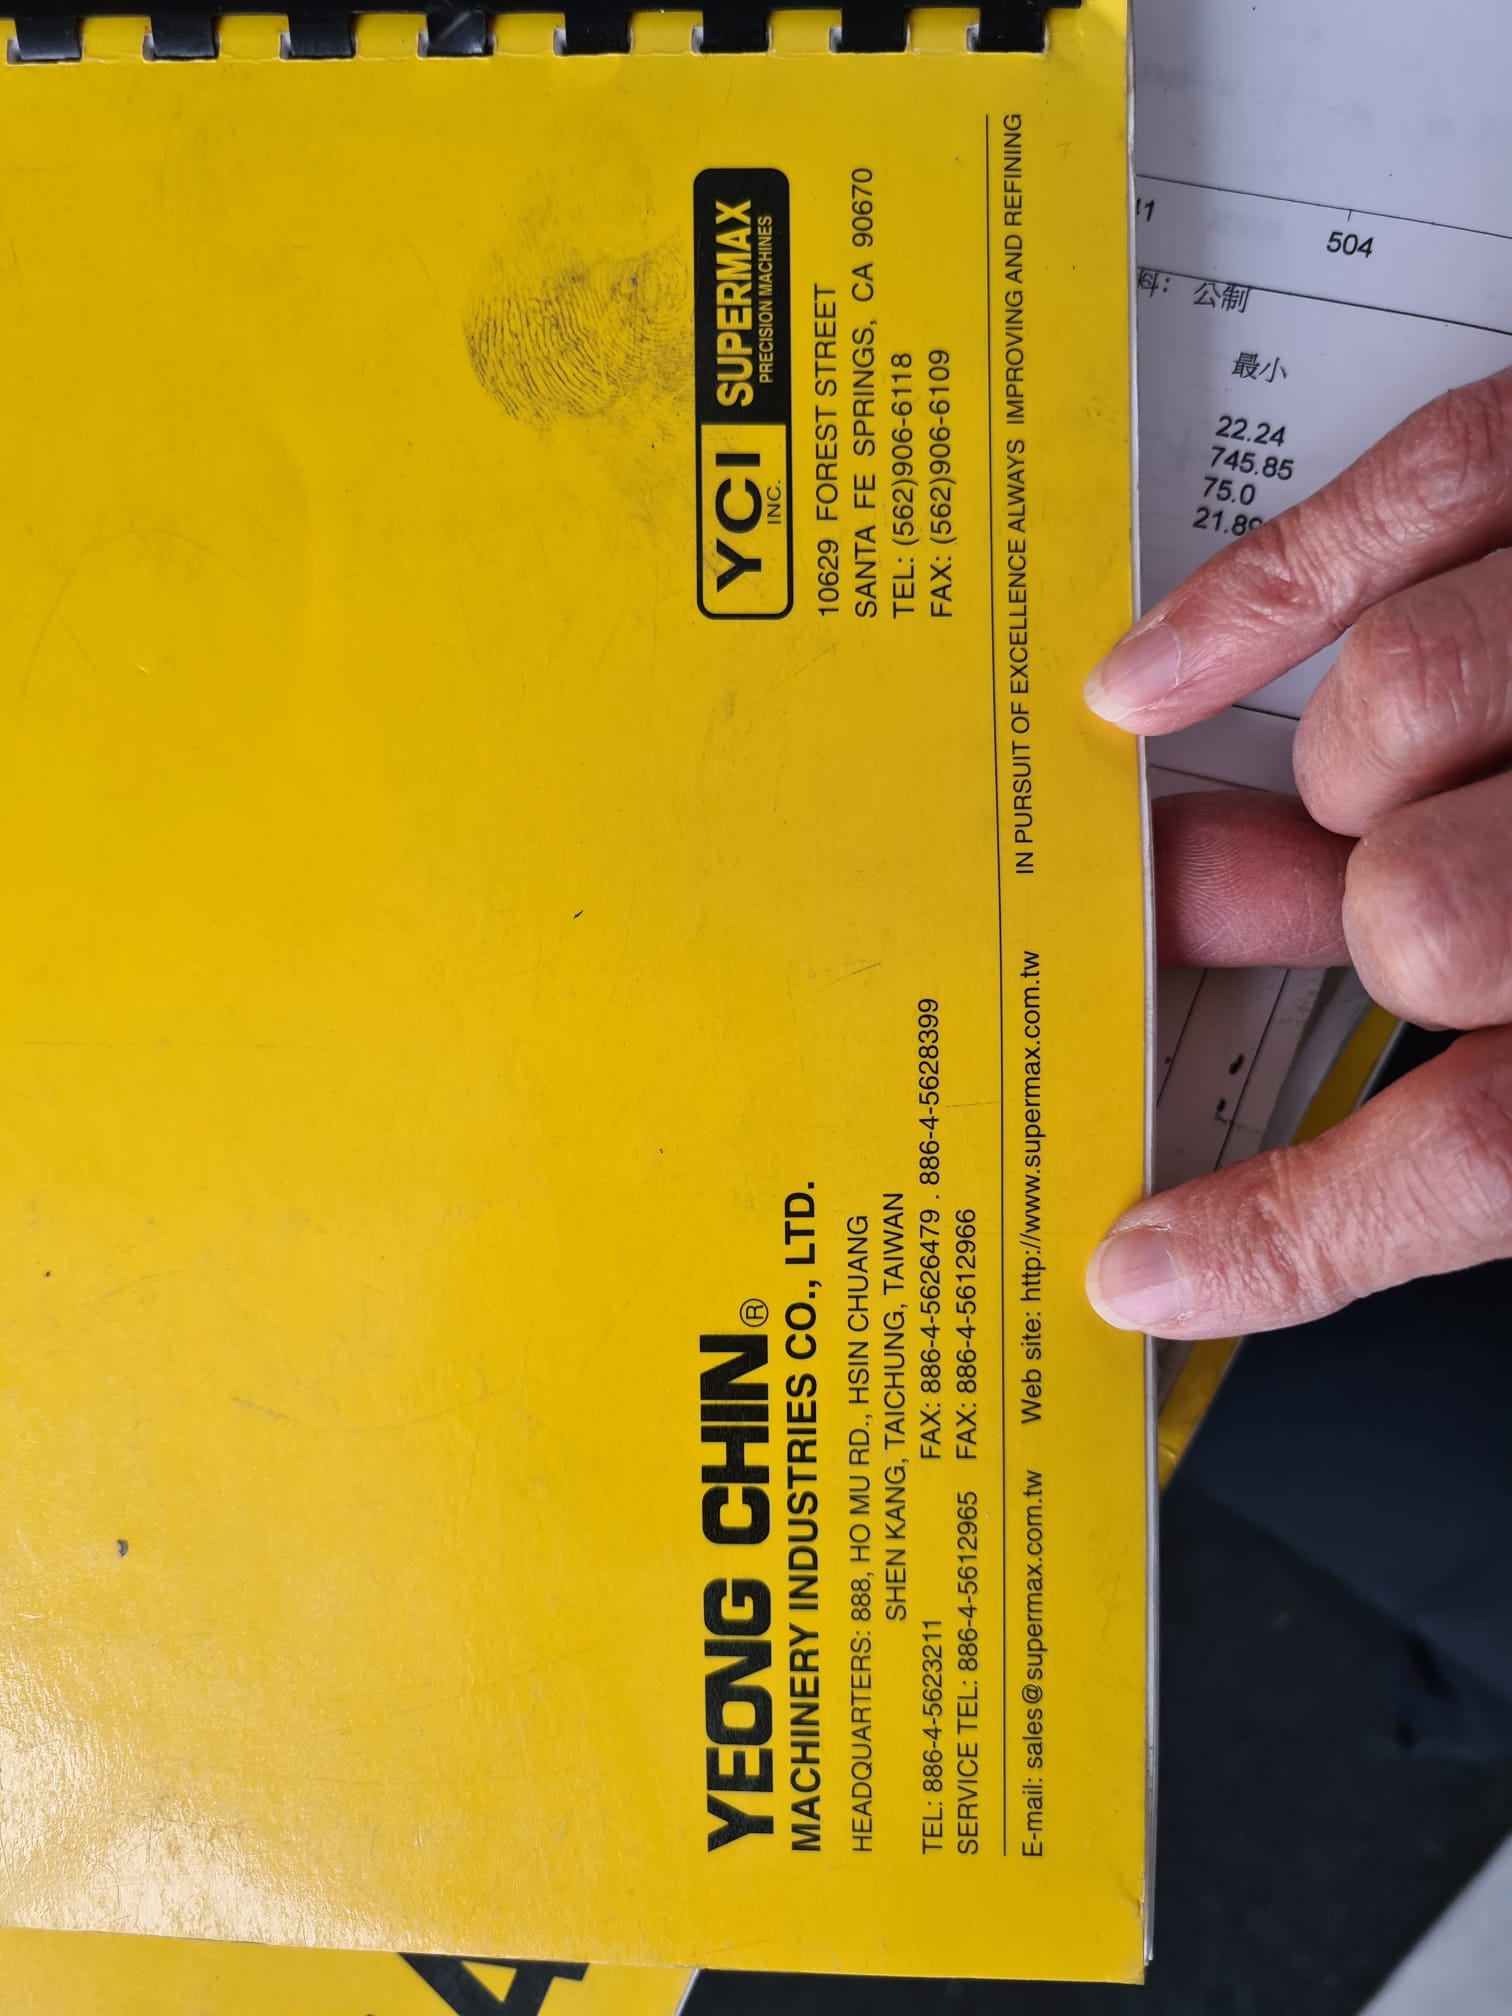 YEONG CHIN®
MACHINERY INDUSTRIES CO., LTD.
HEADQUARTERS: 888, HO MU RD., HSIN CHUANG
SHEN KANG, TAICHUNG, TAIWAN
TEL: 886-4-5623211 FAX: 886-4-5626479 . 886-4-5628399
SERVICE TEL: 886-4-5612965 FAX: 886-4-5612966
YCI INC.
SUPERMAX
PRECISION MACHINES
10629 FOREST STREET
SANTA FE SPRINGS, CA 90670
TEL: (562)906-6118
FAX: (562)906-6109
E-mail: sales@supermax.com.tw Web site: http://www.supermax.com.tw IN PURSUIT OF EXCELLENCE ALWAYS IMPROVING AND REFINING
504
公制
最小
22.24
745.85
75.0